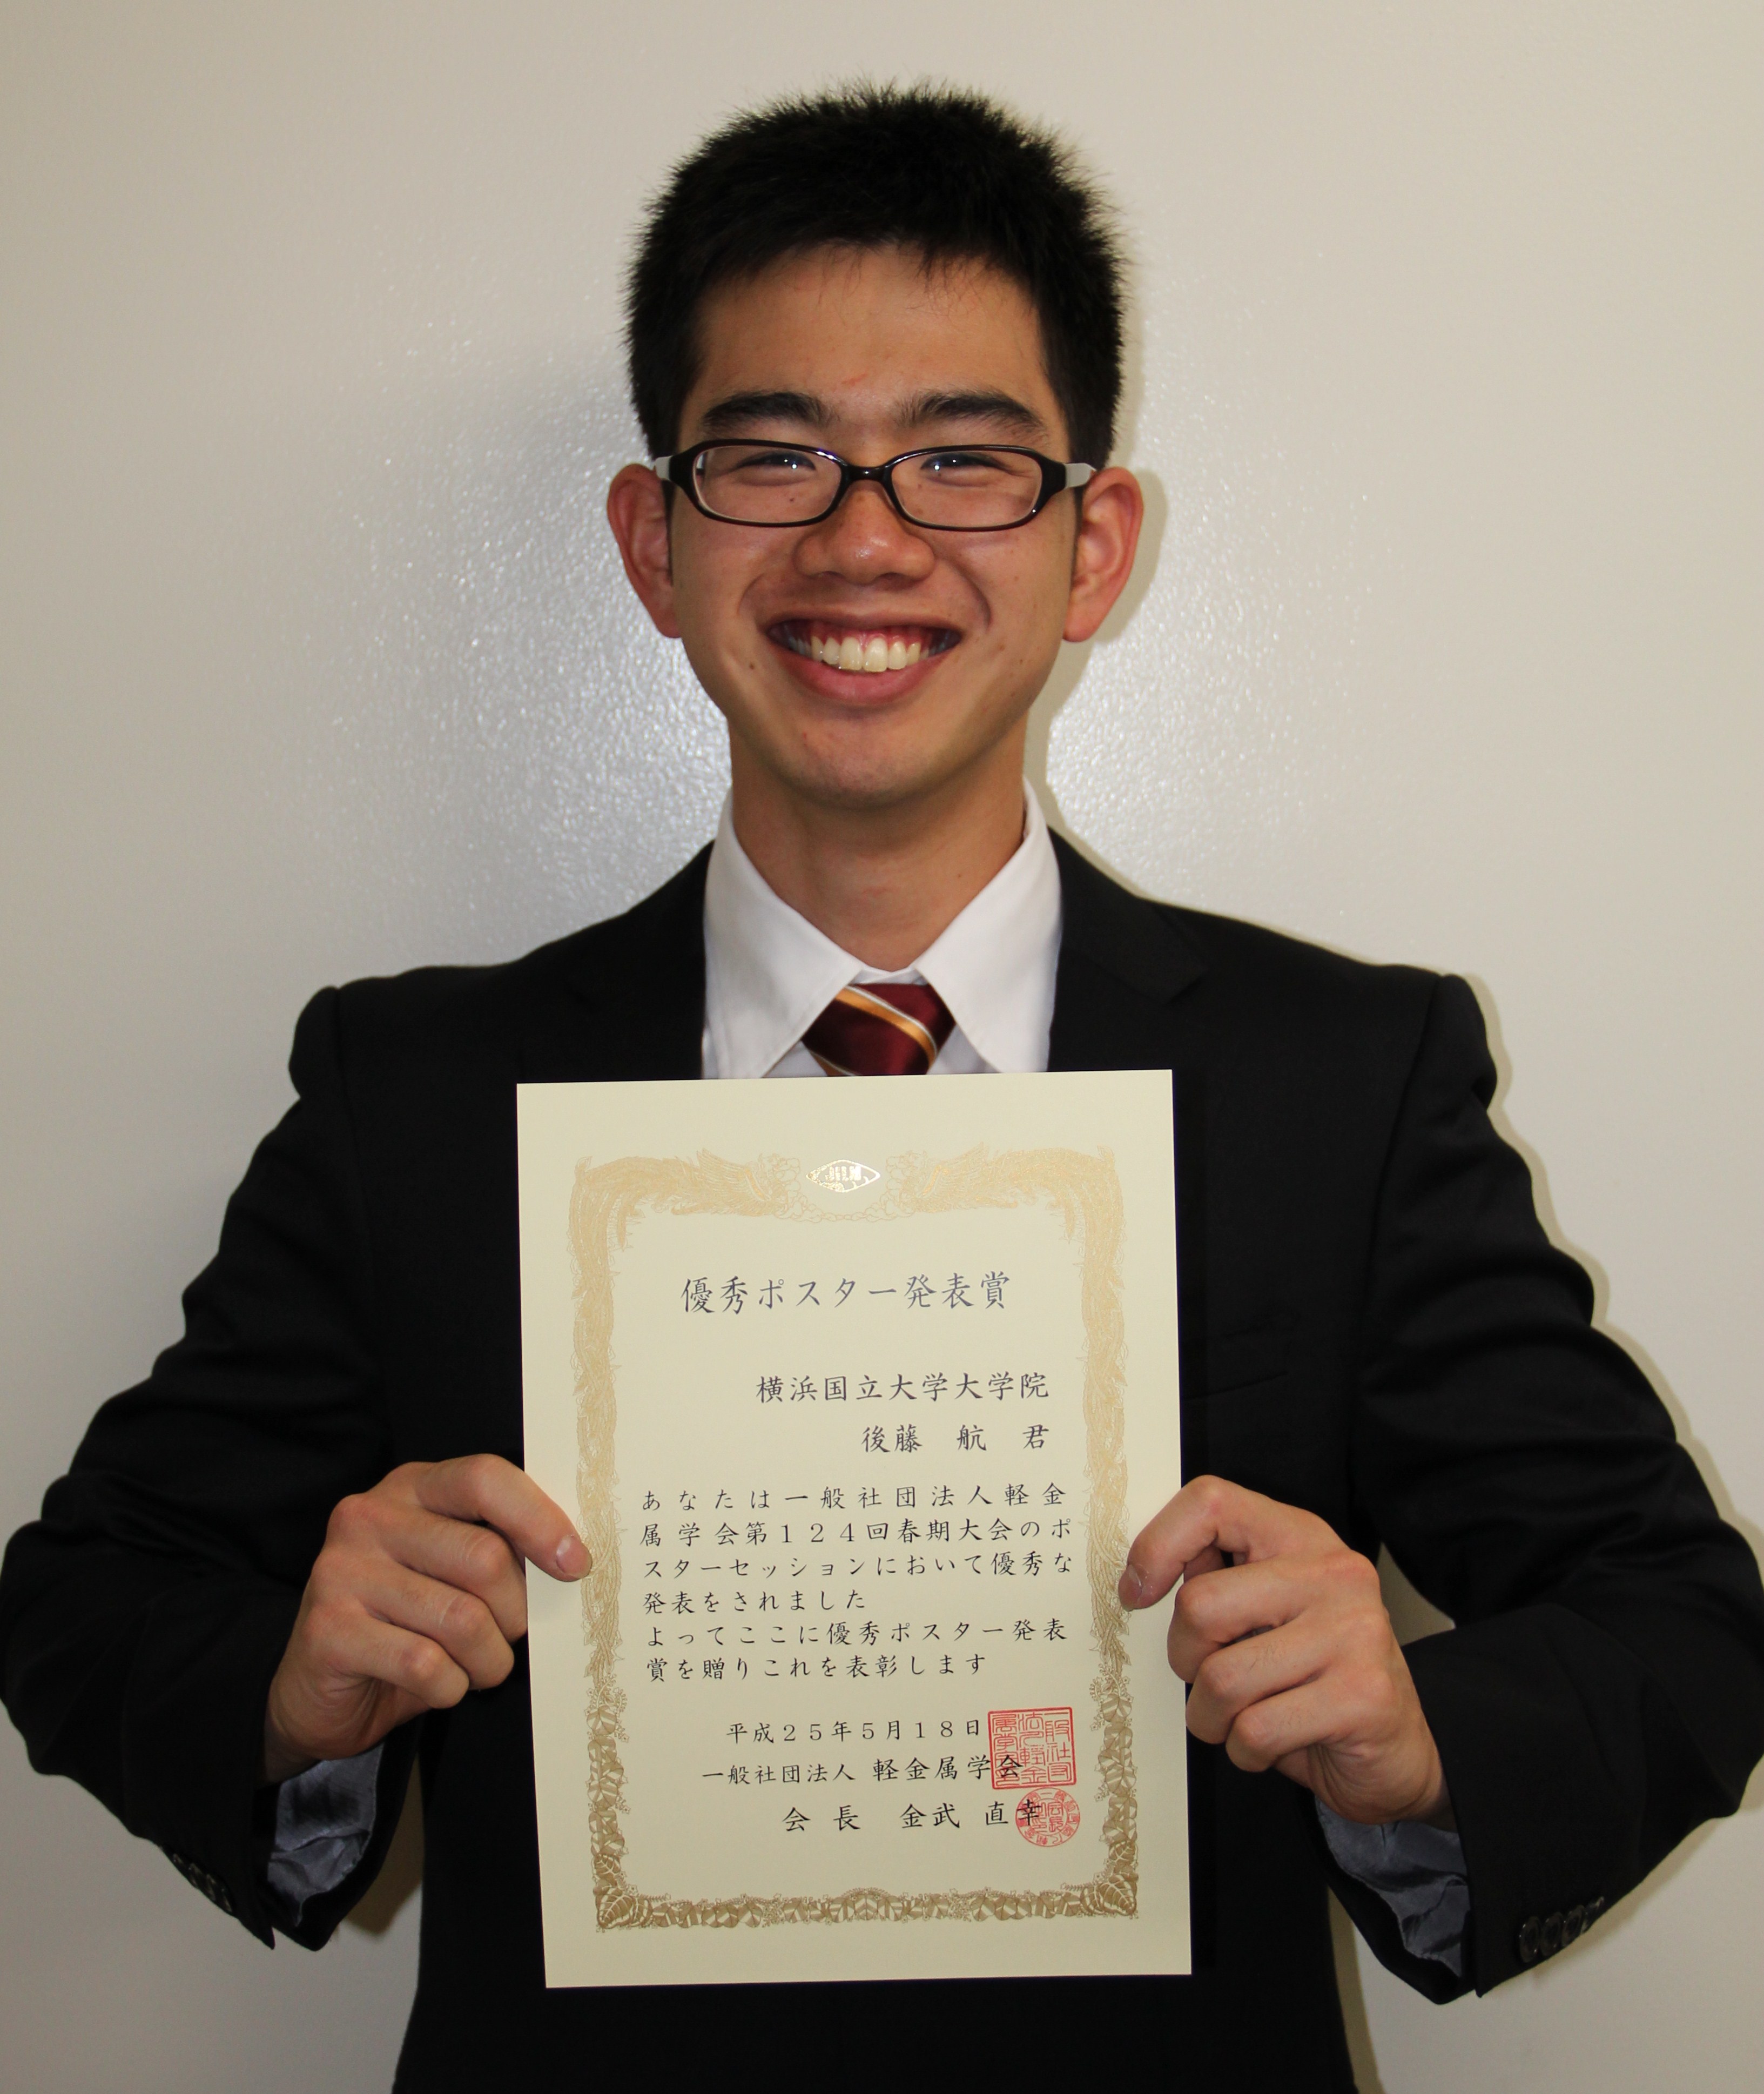 JILM
優秀ポスター発表賞
横浜国立大学大学院
後藤　航　君
あなたは一般社団法人軽金
属学会第１２４回春期大会のポ
スターセッションにおいて優秀な
発表をされました
よってここに優秀ポスター発表
賞を贈りこれを表彰します
平成２５年５月１８日
一般社団法人 軽金属学会
会長　金武　直幸